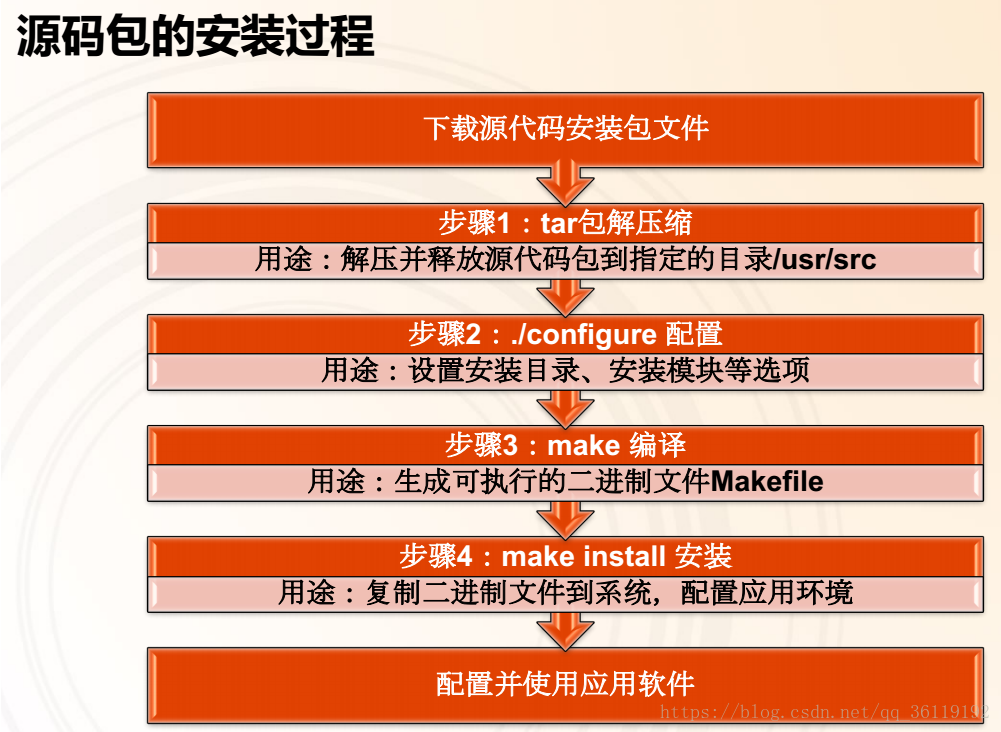 源码包的安装过程
下载源代码安装包文件
步骤1：tar包解压缩
用途：解压并释放源代码包到指定的目录/usr/src
步骤2：./configure 配置
用途：设置安装目录、安装模块等选项
步骤3：make 编译
用途：生成可执行的二进制文件Makefile
步骤4：make install 安装
用途：复制二进制文件到系统，配置应用环境
配置并使用应用软件
https://blog.csdn.net/qq_36119192